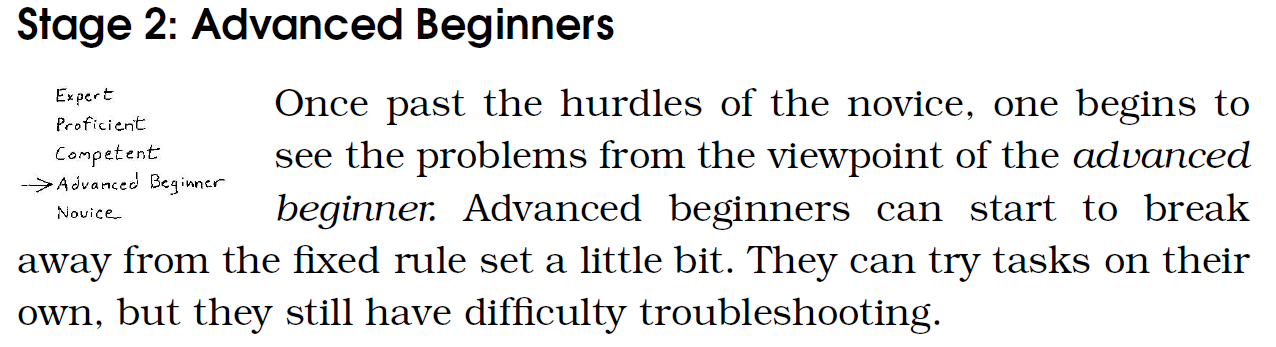 Stage 2: Advanced Beginners
Expert
Proficient
Competent
→Advanced Beginner
Novice
Once past the hurdles of the novice, one begins to
see the problems from the viewpoint of the advanced
beginner. Advanced beginners can start to break
away from the fixed rule set a little bit. They can try tasks on their
own, but they still have difficulty troubleshooting.